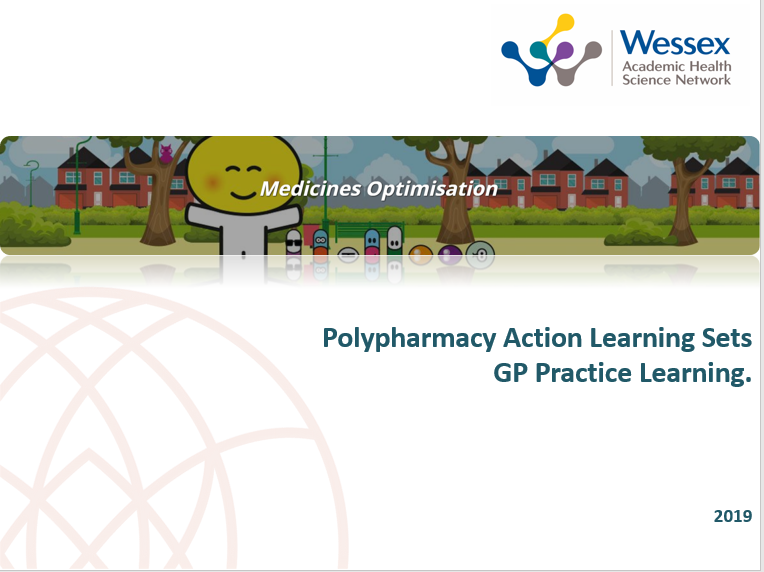 Wessex
Academic Health
Science Network
Medicines Optimisation
Polypharmacy Action Learning Sets
GP Practice Learning.
2019